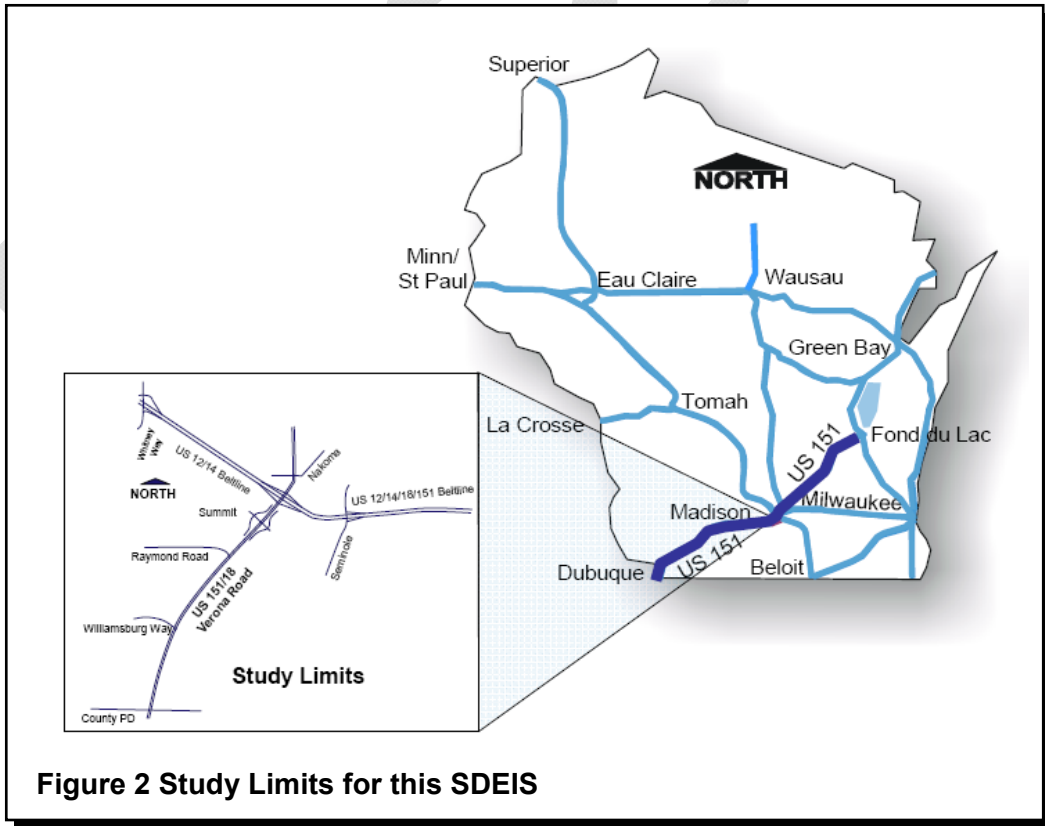 Superior
NORTH
Minn/
St Paul
Eau Claire
Wausau
Green Bay
Tomah
La Crosse
US 151
Fond du Lac
Madison
Milwaukee
US 151
Dubuque
Beloit
Whitney
Way
US 12/14 Beltline
Nakoma
NORTH
US 12/14/18/151 Beltline
Summit
Seminole
Raymond Road
US 151/18
Verona Road
Williamsburg Way
Study Limits
County PD
Figure 2 Study Limits for this SDEIS